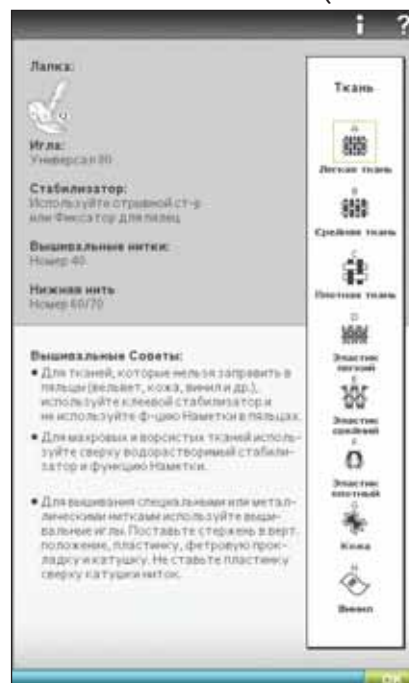 i ?
Лапка:
Игла:
Универсал 80
Стабилизатор:
Используйте отрывной ст-р
или Фиксатор для пялец
Вышивальные нитки:
Номер 40
Нижняя нить
Номер 60/70
Вышивальные Советы:
• Для тканей, которые нельзя заправить в
пяльцы (вельвет, кожа, винил и др.),
используйте клеевой стабилизатор и
не используйте ф-цию Наметки в пяльцах.
• Для махровых и ворсистых тканей исполь-
зуйте сверху водорастворимый стабили-
затор и функцию Наметки.
• Для вышивания специальными или метал-
лическими нитками используйте выши-
вальные иглы. Поставьте стержень в верт.
положение, пластинку, фетровую прок-
ладку и катушку. Не ставьте пластинку
сверху катушки ниток.
Ткань
A
Легкая ткань
B
Средняя ткань
C
Плотная ткань
D
Эластик
легкий
E
Эластик
средний
F
Эластик
плотный
G
Кожа
H
Винил
OK